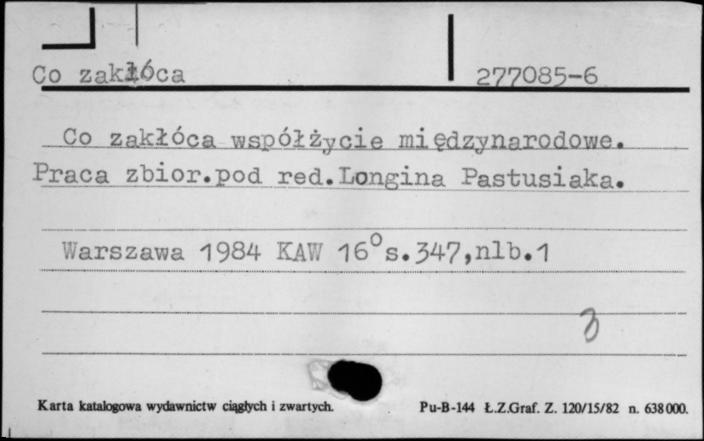 Co zakłóca 277085-6
Co zakłóca współżycie międzynarodowe.
Praca zbior.pod red.Longina Pastusiaka.
Warszawa 1984 KAW 16° s.347,nlb.1
Karta katalogowa wydawnictw ciągłych i zwartych. Pu-B-144 Ł.Z.Graf. Z. 120/15/82 n. 638000.